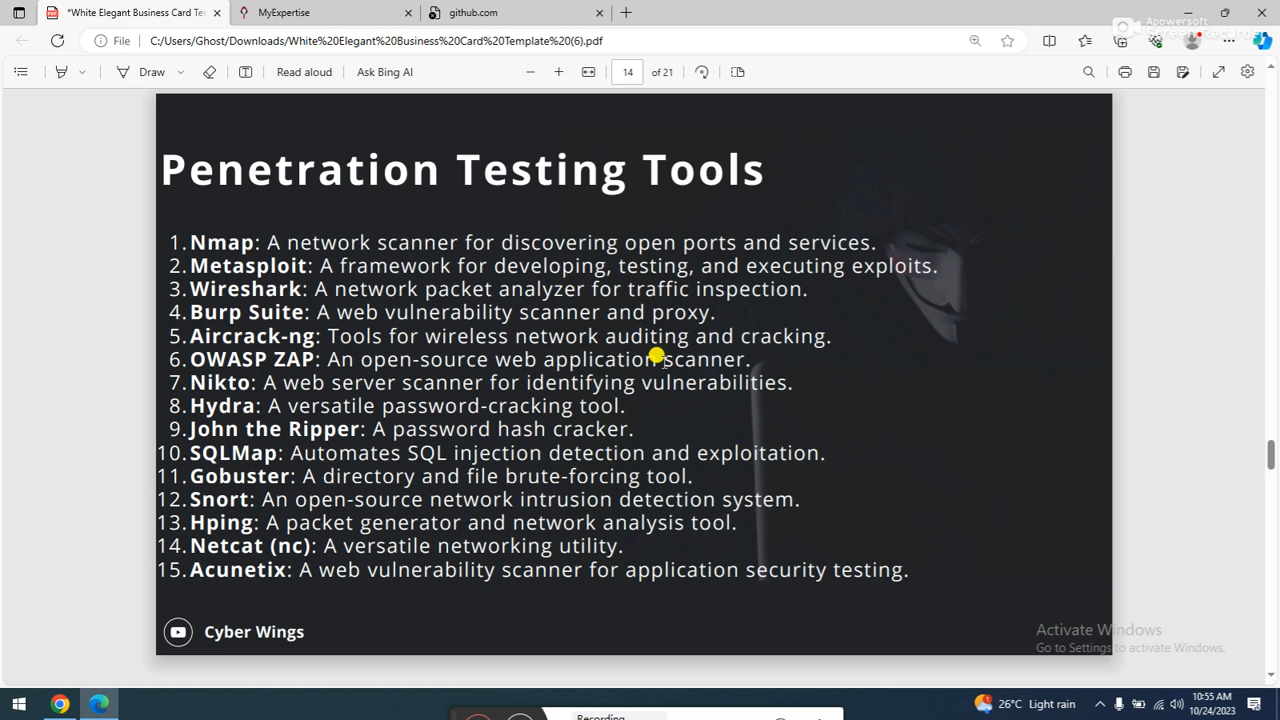 *White Elegant Business Card Te
MyExpertise
github.com
Apowersoft
Screen Recorder
File
C:/Users/Ghost/Downloads/White%20Elegant%20Business%20Card%20Template%20(6).pdf
Draw
Read aloud
Ask Bing AI
14
of 21
Penetration Testing Tools
1. Nmap: A network scanner for discovering open ports and services.
2. Metasploit: A framework for developing, testing, and executing exploits.
3. Wireshark: A network packet analyzer for traffic inspection.
4. Burp Suite: A web vulnerability scanner and proxy.
5. Aircrack-ng: Tools for wireless network auditing and cracking.
6. OWASP ZAP: An open-source web application scanner.
7. Nikto: A web server scanner for identifying vulnerabilities.
8. Hydra: A versatile password-cracking tool.
9. John the Ripper: A password hash cracker.
10. SQLMap: Automates SQL injection detection and exploitation.
11. Gobuster: A directory and file brute-forcing tool.
12. Snort: An open-source network intrusion detection system.
13. Hping: A packet generator and network analysis tool.
14. Netcat (nc): A versatile networking utility.
15. Acunetix: A web vulnerability scanner for application security testing.
Cyber Wings
Activate Windows
Go to Settings to activate Windows.
26°C Light rain
10:55 AM
10/24/2023
Recording